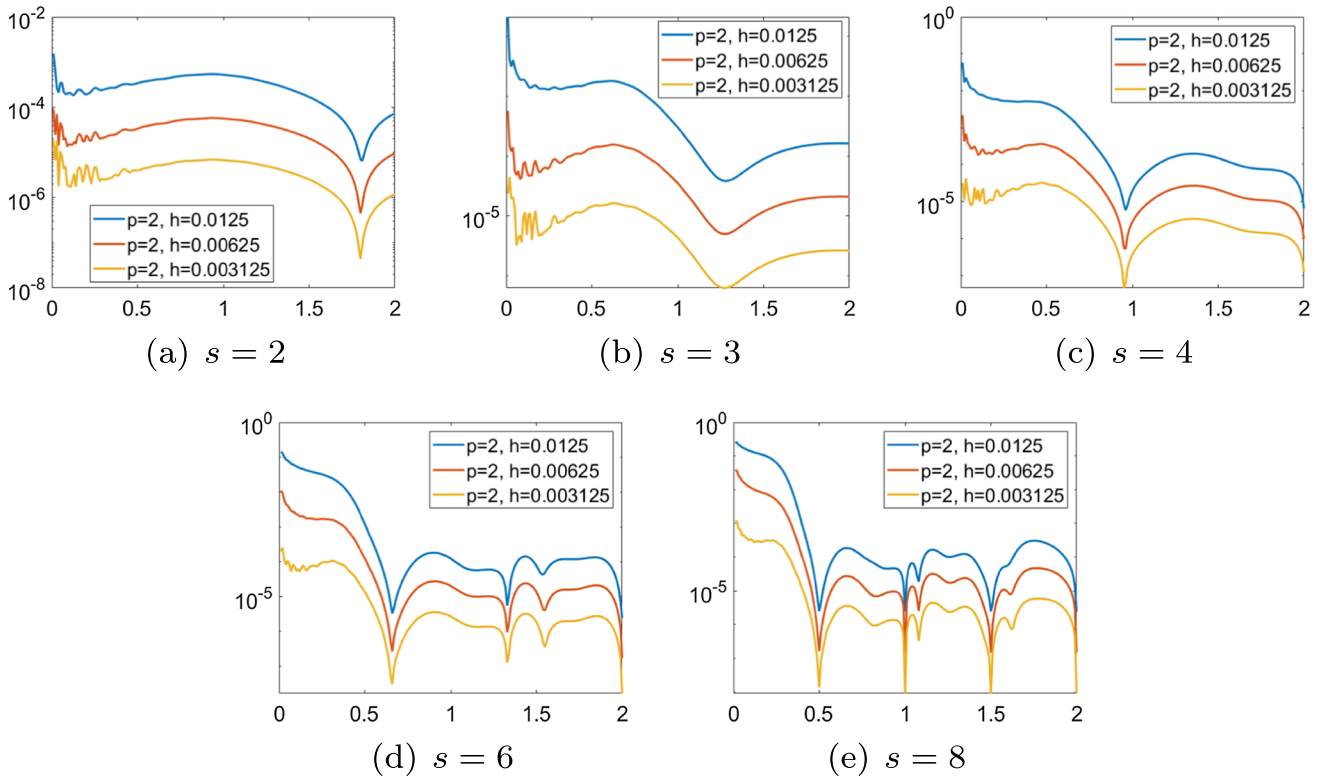 10^-2
10^-4
10^-6
10^-8
p=2, h=0.0125
p=2, h=0.00625
p=2, h=0.003125
0 0.5 1 1.5 2
(a) s = 2
10^-5
p=2, h=0.0125
p=2, h=0.00625
p=2, h=0.003125
0 0.5 1 1.5 2
(b) s = 3
10^0
10^-5
p=2, h=0.0125
p=2, h=0.00625
p=2, h=0.003125
0 0.5 1 1.5 2
(c) s = 4
10^0
10^-5
p=2, h=0.0125
p=2, h=0.00625
p=2, h=0.003125
0 0.5 1 1.5 2
(d) s = 6
10^0
10^-5
p=2, h=0.0125
p=2, h=0.00625
p=2, h=0.003125
0 0.5 1 1.5 2
(e) s = 8